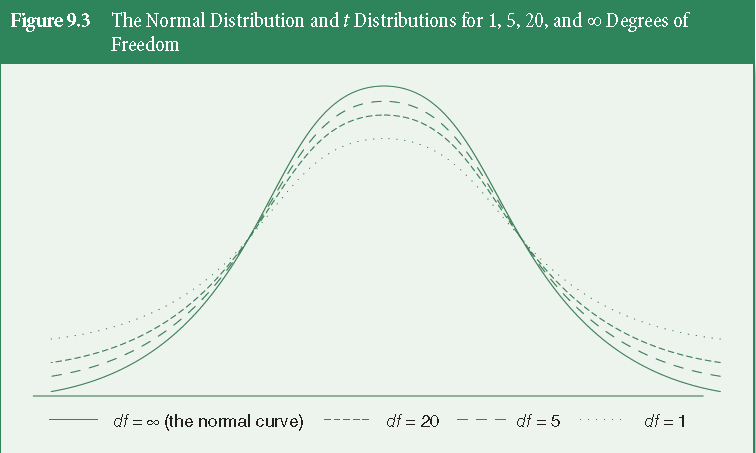 Figure 9.3 The Normal Distribution and t Distributions for 1, 5, 20, and ∞ Degrees of
Freedom
df = ∞ (the normal curve) df = 20 df = 5 df = 1